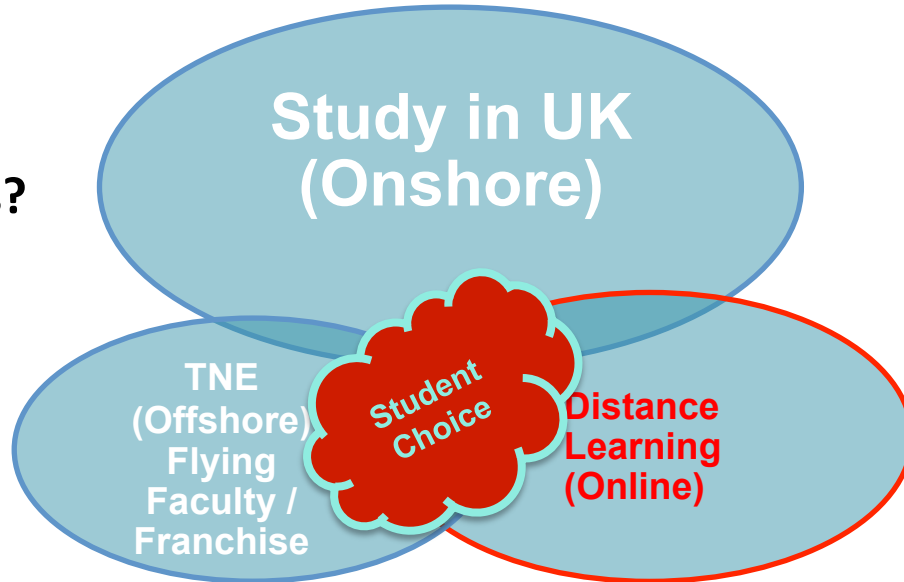 Study in UK
(Onshore)
?
TNE
(Offshore)
Flying
Faculty /
Franchise
Student
Choice
Distance
Learning
(Online)